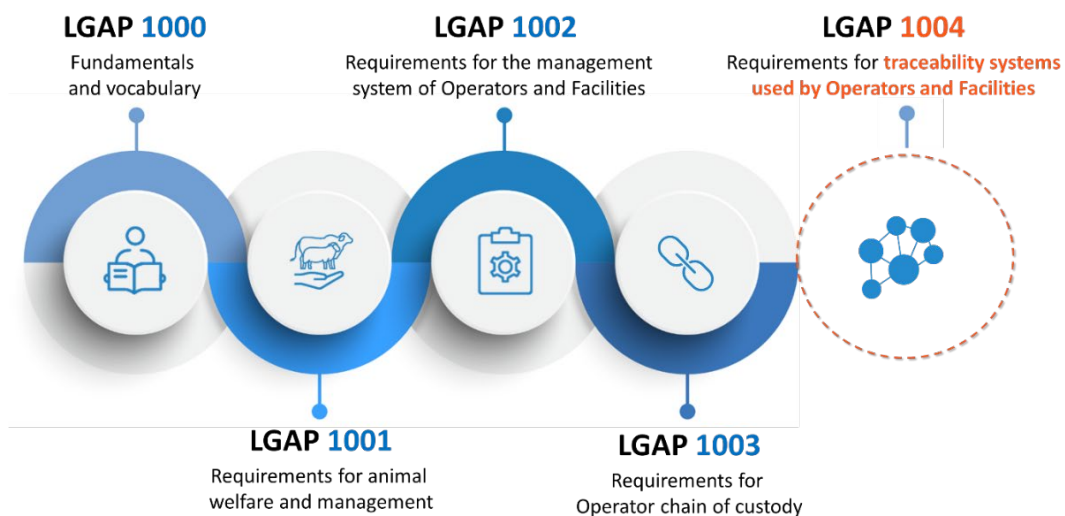 LGAP 1000
Fundamentals
and vocabulary
LGAP 1002
Requirements for the management
system of Operators and Facilities
LGAP 1004
Requirements for traceability systems
used by Operators and Facilities
LGAP 1001
Requirements for animal
welfare and management
LGAP 1003
Requirements for
Operator chain of custody